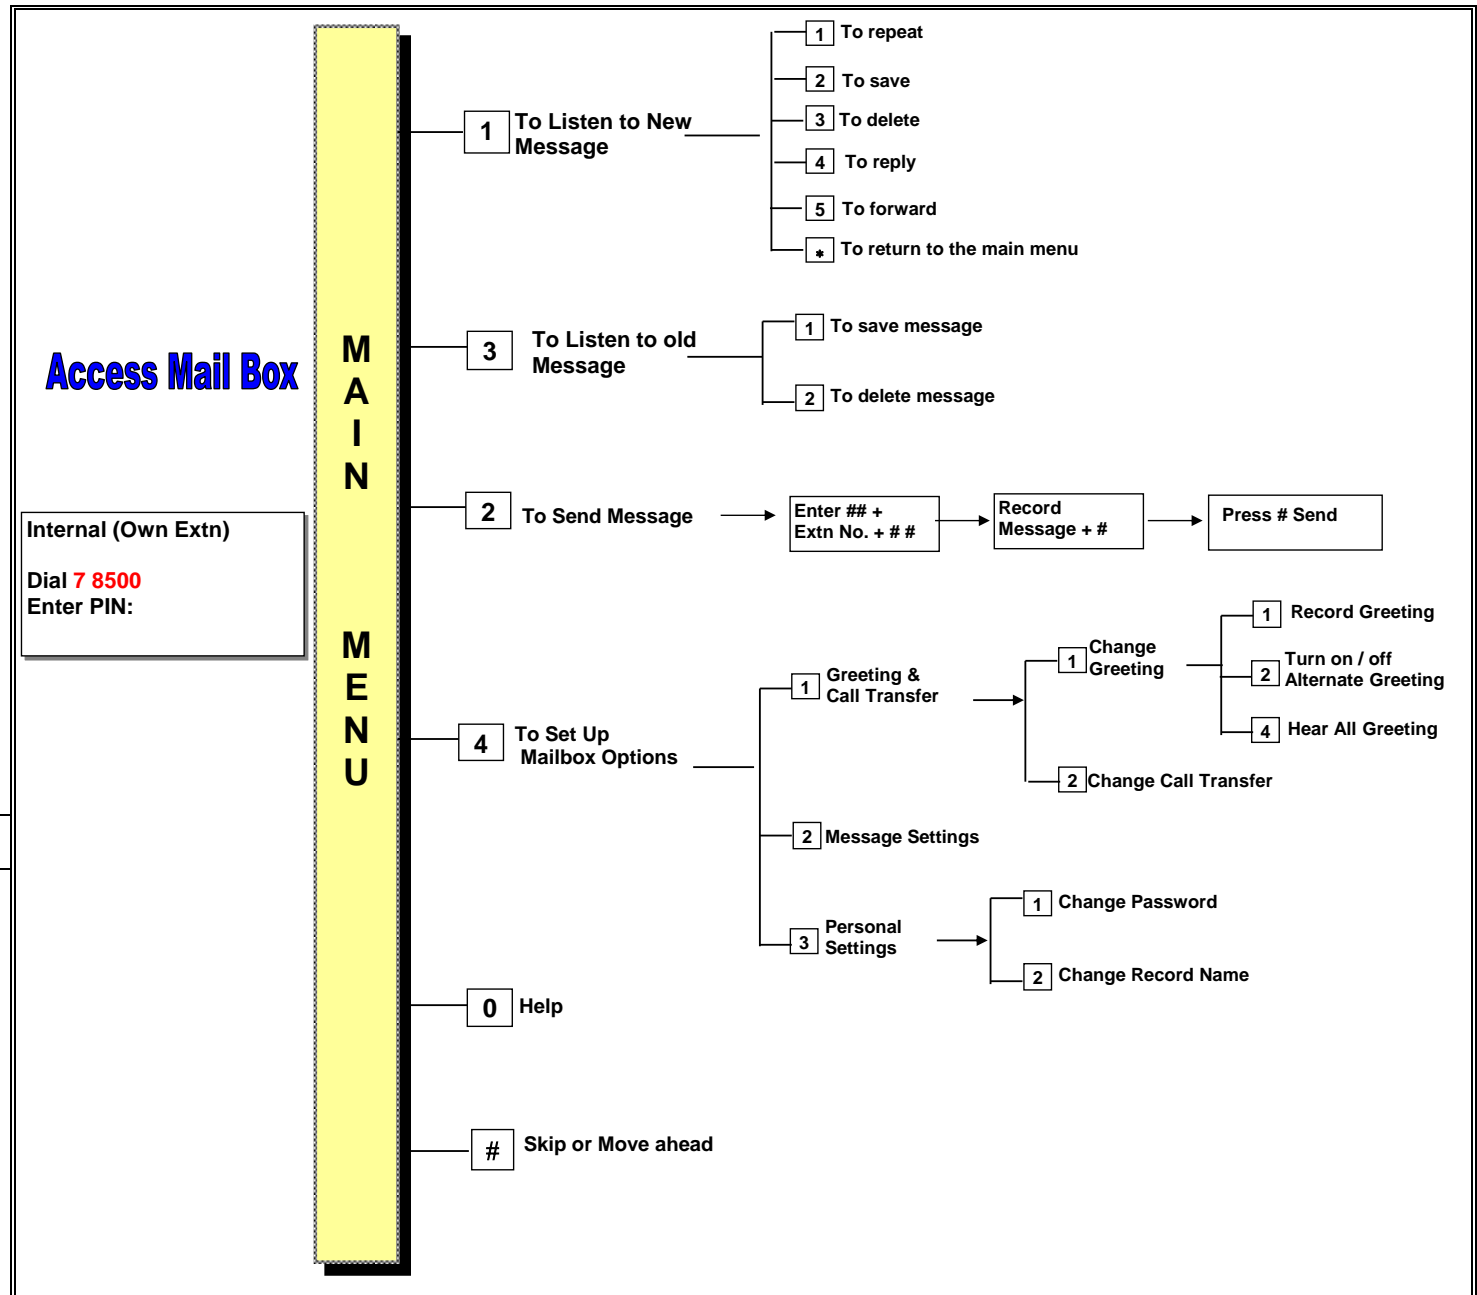 Access Mail Box
Internal (Own Extn)
Dial 7 8500
Enter PIN:
M
A
I
N
M
E
N
U
1
To Listen to New
Message
1 To repeat
2 To save
3 To delete
4 To reply
5 To forward
* To return to the main menu
3
To Listen to old
Message
1 To save message
2 To delete message
2 To Send Message
Enter ## +
Extn No. + # #
Record
Message + #
Press # Send
4
To Set Up
Mailbox Options
1
Greeting &
Call Transfer
1
Change
Greeting
1 Record Greeting
2
Turn on / off
Alternate Greeting
4 Hear All Greeting
2 Change Call Transfer
2 Message Settings
3
Personal
Settings
1 Change Password
2 Change Record Name
0 Help
# Skip or Move ahead